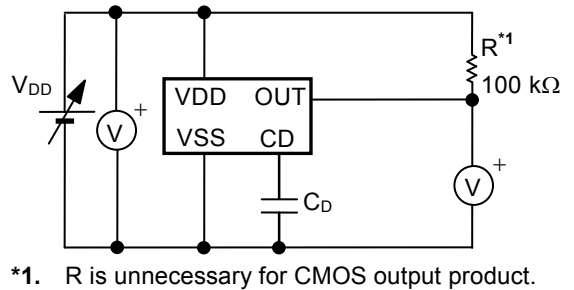 R*1
100 kΩ
VDD
V
+
VDD OUT
VSS CD
CD
V
+
*1. R is unnecessary for CMOS output product.